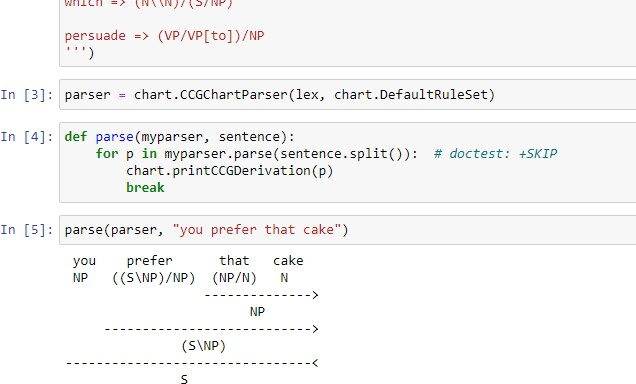 which => (N\\N)/(S/NP)
persuade => (VP/VP[to])/NP
''')
In [3]: parser = chart.CCGChartParser(lex, chart.DefaultRuleSet)
In [4]: def parse(myparser, sentence):
    for p in myparser.parse(sentence.split()):  # doctest: +SKIP
        chart.printCCGDerivation(p)
        break
In [5]: parse(parser, "you prefer that cake")
 you    prefer      that   cake
 NP  ((S\NP)/NP)  (NP/N)   N
                  -------------->
                        NP
     --------------------------->
               (S\NP)
--------------------------------<
               S